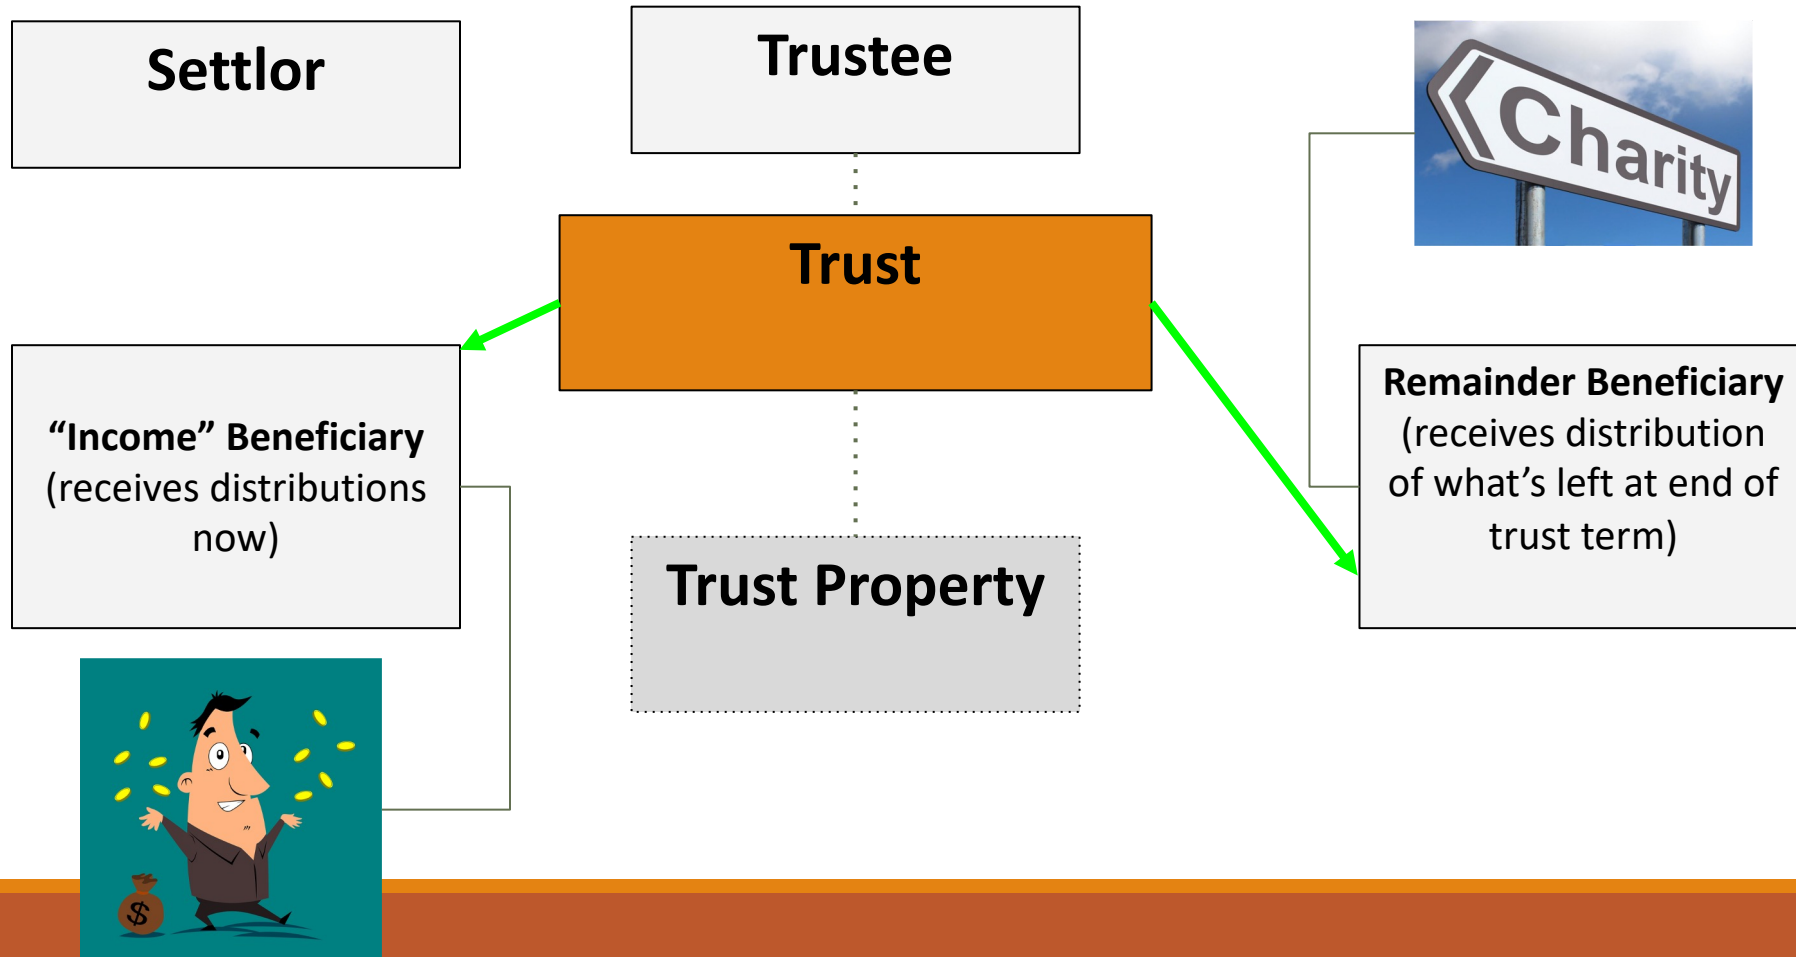 Settlor
Trustee
Charity
Trust
“Income” Beneficiary
(receives distributions
now)
Remainder Beneficiary
(receives distribution
of what’s left at end of
trust term)
Trust Property
$